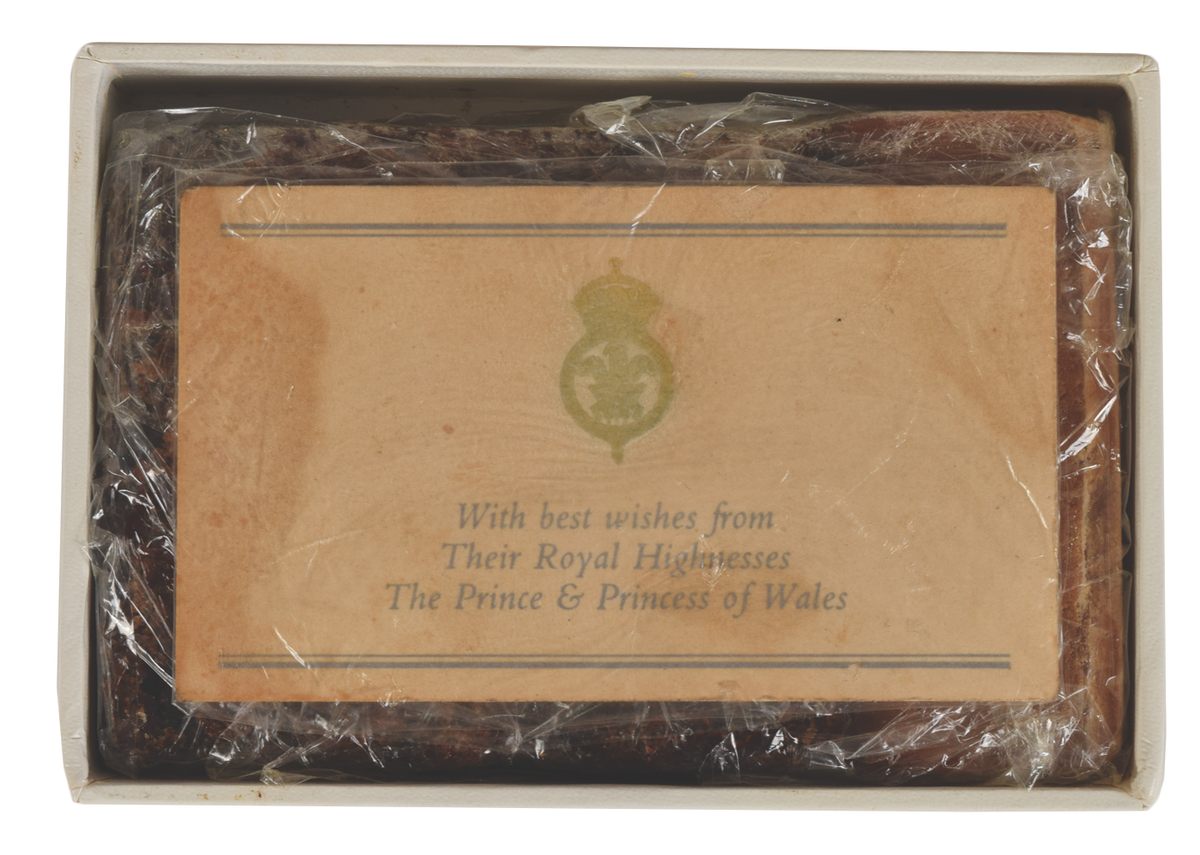 With best wishes from
Their Royal Highnesses
The Prince & Princess of Wales